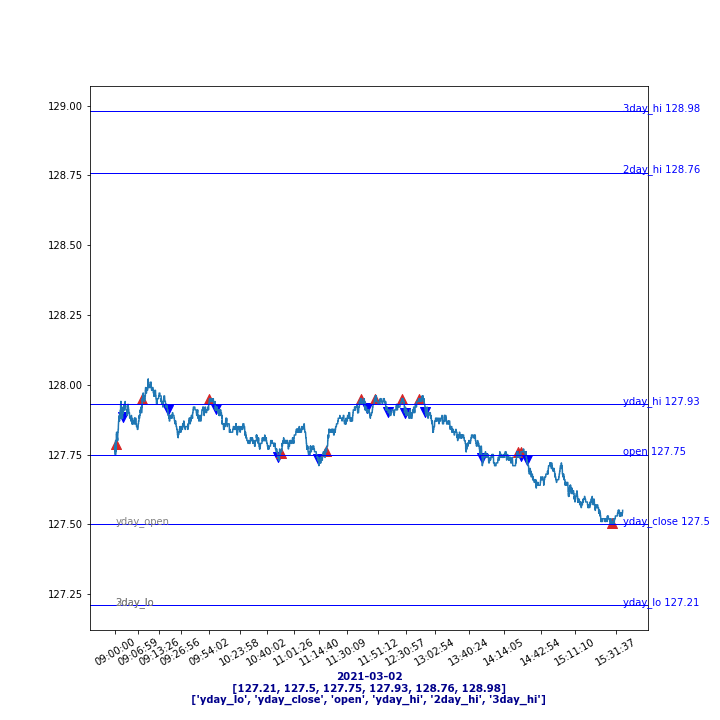 129.00
3day_hi 128.98
128.75
2day_hi 128.76
128.50
128.25
128.00
yday_hi 127.93
127.75
open 127.75
127.50
yday_open
yday_close 127.5
127.25
3day_lo
yday_lo 127.21
09:00:00
09:06:59
09:13:26
09:26:56
09:54:02
10:23:58
10:40:02
11:01:26
11:14:40
11:30:09
11:51:12
12:30:57
13:02:54
13:40:24
14:14:05
14:42:54
15:11:10
15:31:37
2021-03-02
[127.21, 127.5, 127.75, 127.93, 128.76, 128.98]
['yday_lo', 'yday_close', 'open', 'yday_hi', '2day_hi', '3day_hi']